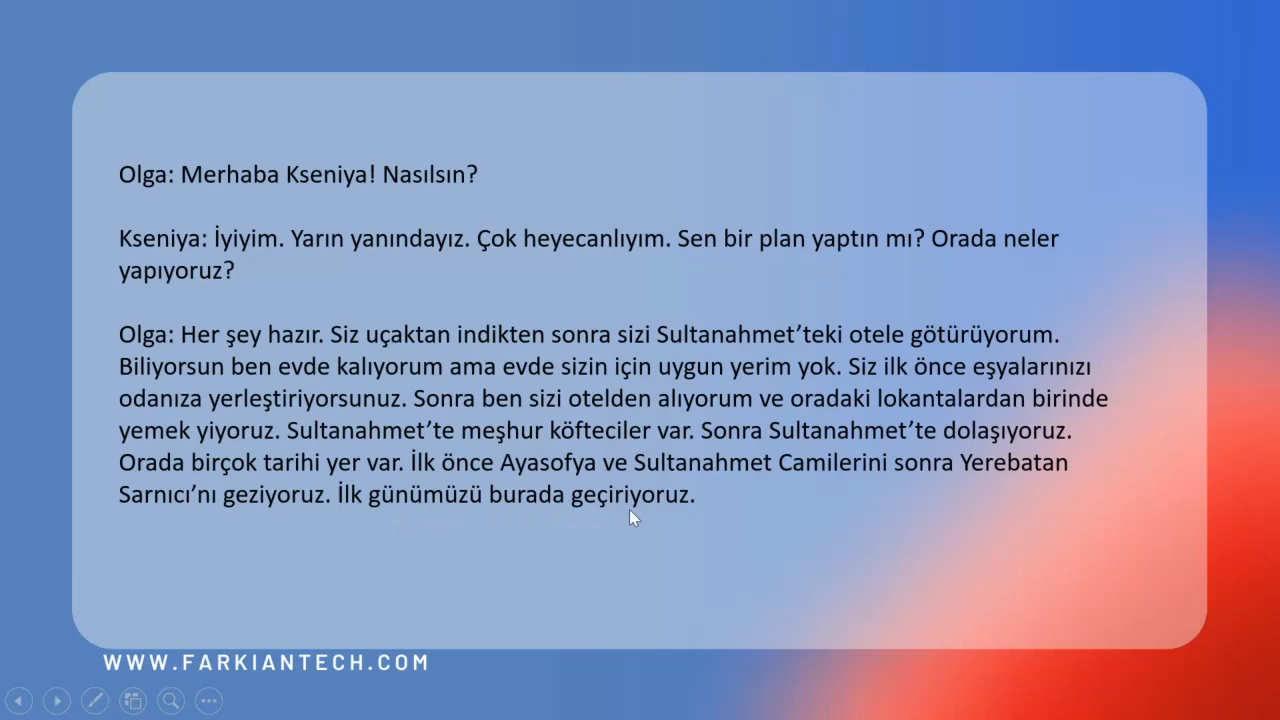 Olga: Merhaba Kseniya! Nasılsın?
Kseniya: İyiyim. Yarın yanındayız. Çok heyecanlıyım. Sen bir plan yaptın mı? Orada neler
yapıyoruz?
Olga: Her şey hazır. Siz uçaktan indikten sonra sizi Sultanahmet’teki otele götürüyorum.
Biliyorsun ben evde kalıyorum ama evde sizin için uygun yerim yok. Siz ilk önce eşyalarınızı
odanıza yerleştiriyorsunuz. Sonra ben sizi otelden alıyorum ve oradaki lokantalardan birinde
yemek yiyoruz. Sultanahmet’te meşhur köfteciler var. Sonra Sultanahmet’te dolaşıyoruz.
Orada birçok tarihi yer var. İlk önce Ayasofya ve Sultanahmet Camilerini sonra Yerebatan
Sarnıcı’nı geziyoruz. İlk günümüzü burada geçiriyoruz.
WWW.FARKIANTECH.COM